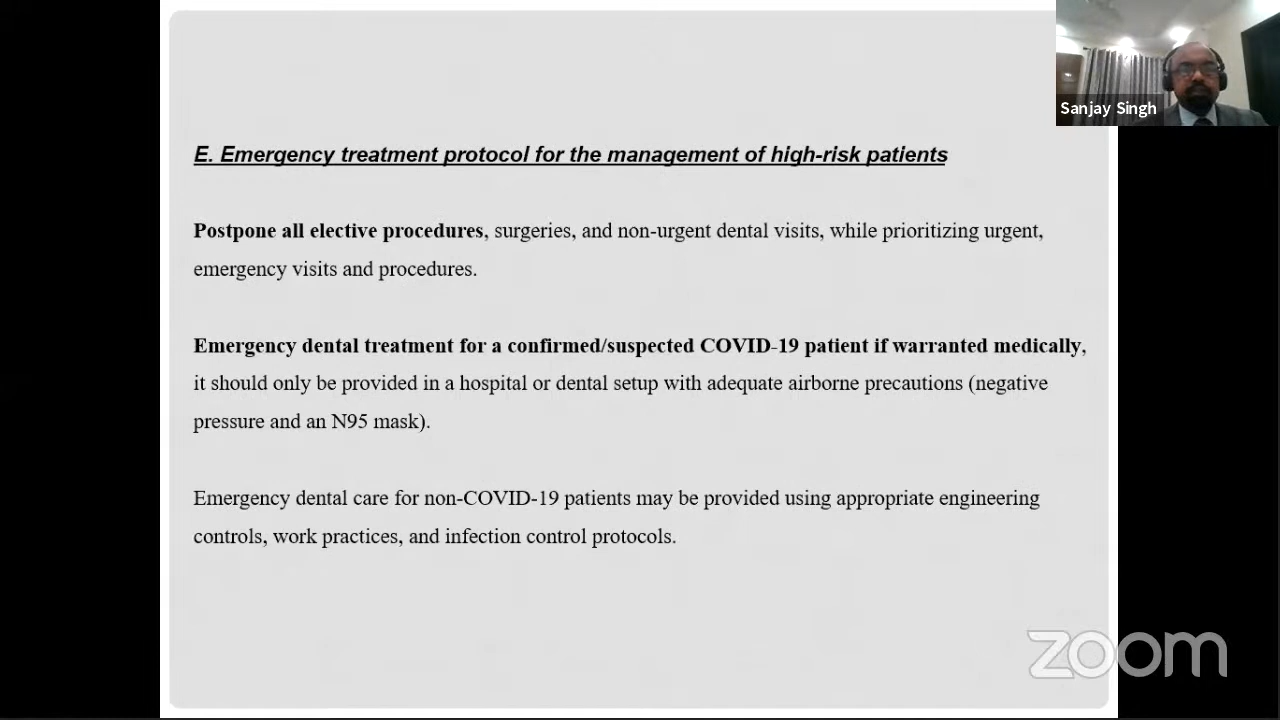 Sanjay Singh
E. Emergency treatment protocol for the management of high-risk patients
Postpone all elective procedures, surgeries, and non-urgent dental visits, while prioritizing urgent,
emergency visits and procedures.
Emergency dental treatment for a confirmed/suspected COVID-19 patient if warranted medically,
it should only be provided in a hospital or dental setup with adequate airborne precautions (negative
pressure and an N95 mask).
Emergency dental care for non-COVID-19 patients may be provided using appropriate engineering
controls, work practices, and infection control protocols.
zoom